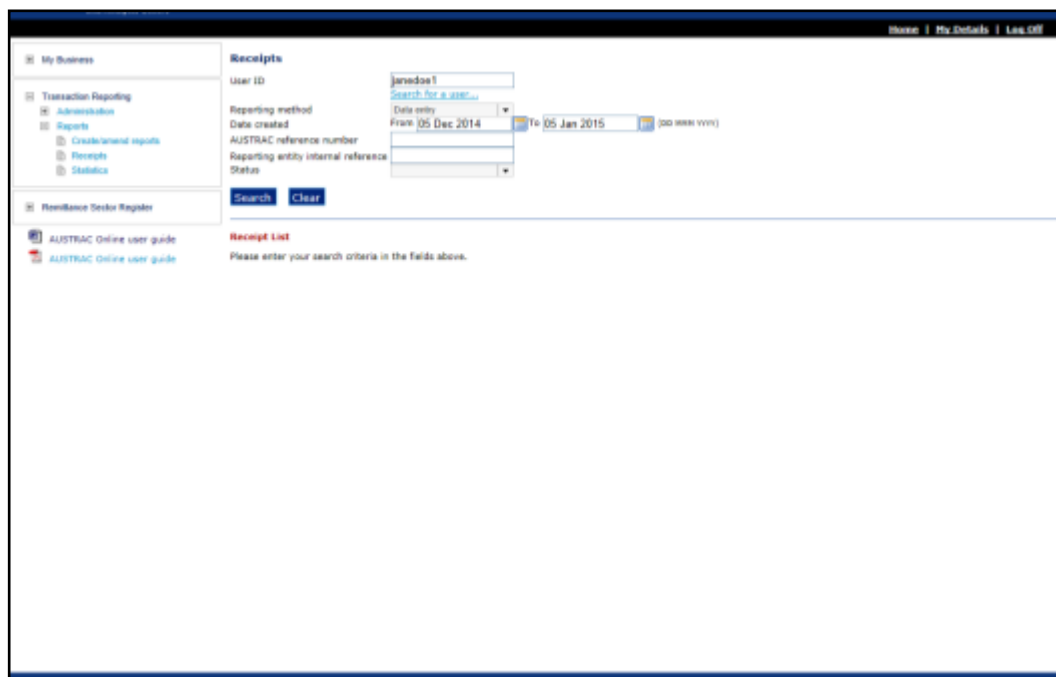 Home | My Details | Log Off
My Business
Transaction Reporting
Administration
Reports
Create/amend reports
Receipts
Statistics
Remittance Sector Register
AUSTRAC Online user guide
AUSTRAC Online user guide
Receipts
User ID janedoe1
Search for a user...
Reporting method Data entry
Date created From 05 Dec 2014 To 05 Jan 2015 (DD MMM YYYY)
AUSTRAC reference number
Reporting entity internal reference
Status
Search Clear
Receipt List
Please enter your search criteria in the fields above.